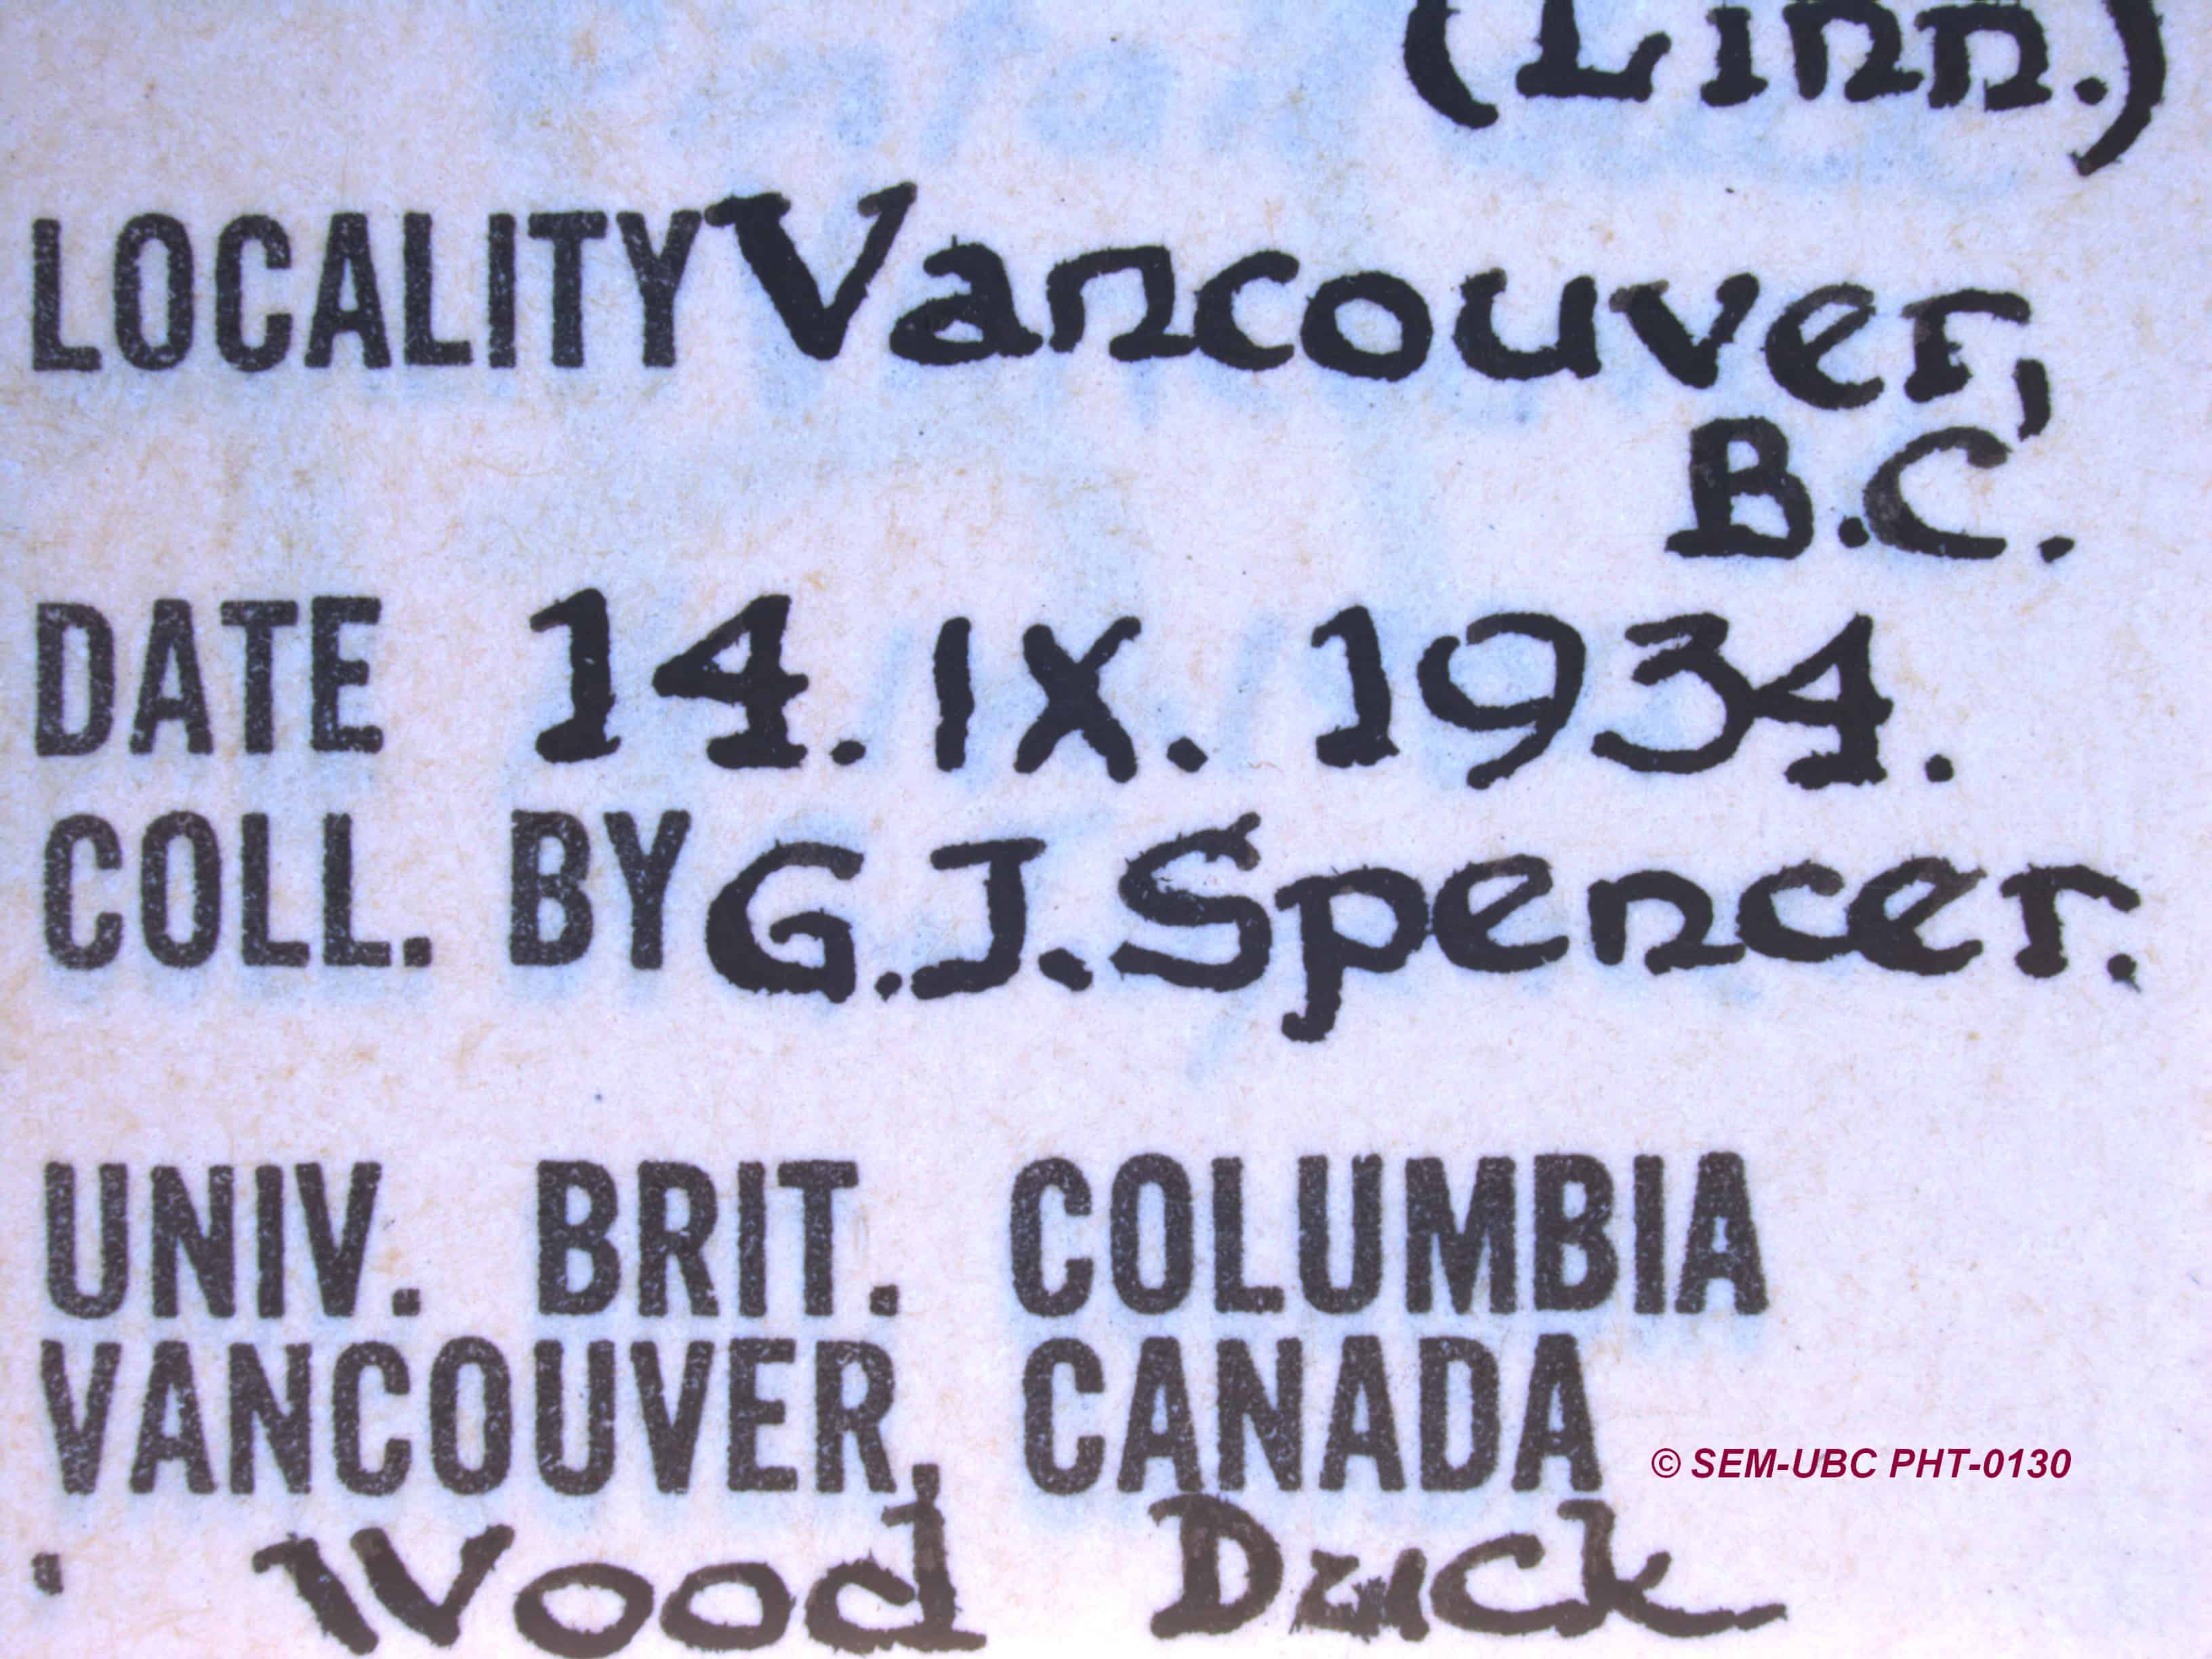 (Linn.)
LOCALITY Vancouver,
B.C.
DATE 14. IX. 1934.
COLL. BY G.J. Spencer.
UNIV. BRIT. COLUMBIA
VANCOUVER, CANADA
© SEM-UBC PHT-0130
Wood Duck